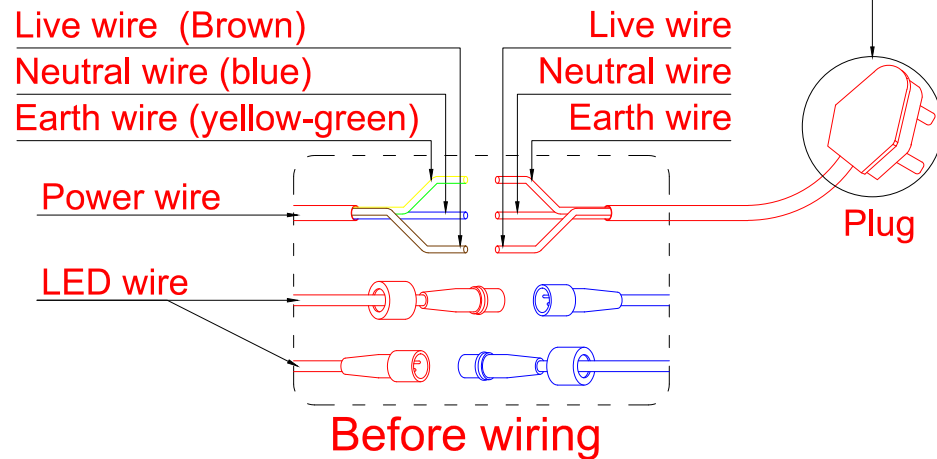 Live wire (Brown)
Live wire
Neutral wire (blue)
Neutral wire
Earth wire (yellow-green)
Earth wire
Power wire
Plug
LED wire
Before wiring